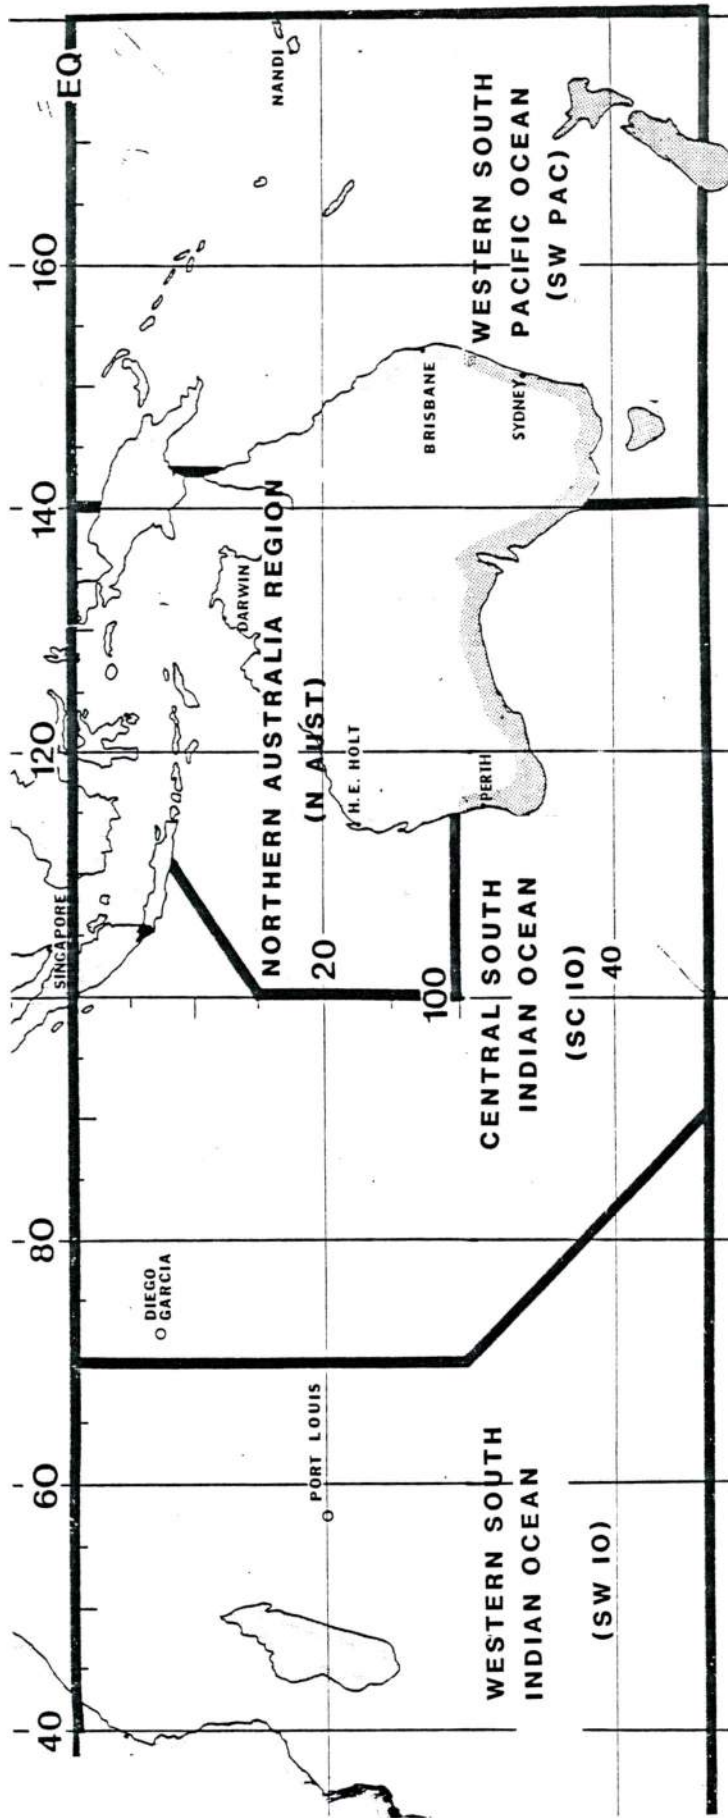 40
60
80
100
120
140
160
EQ
20
40
SINGAPORE
NANDI
DIEGO
GARCIA
PORT LOUIS
DARWIN
H.E. HOLT
PERTH
BRISBANE
SYDNEY
WESTERN SOUTH
INDIAN OCEAN
(SW IO)
CENTRAL SOUTH
INDIAN OCEAN
(SC IO)
NORTHERN AUSTRALIA REGION
(N AUST)
WESTERN SOUTH
PACIFIC OCEAN
(SW PAC)